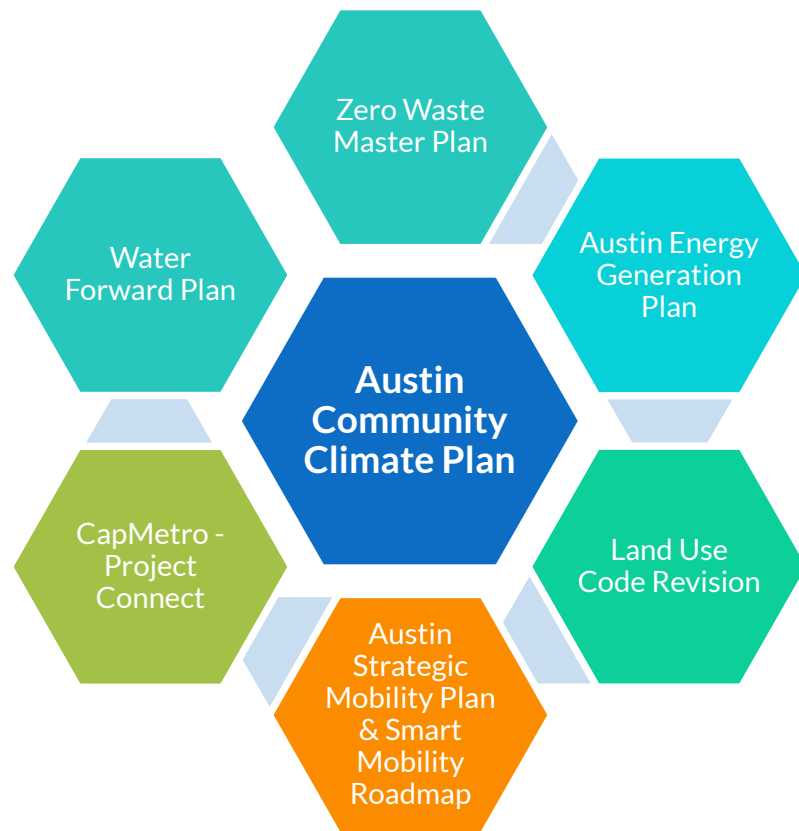 Zero Waste
Master Plan
Austin Energy
Generation
Plan
Land Use
Code Revision
Austin
Strategic
Mobility Plan
& Smart
Mobility
Roadmap
CapMetro -
Project
Connect
Water
Forward Plan
Austin
Community
Climate Plan